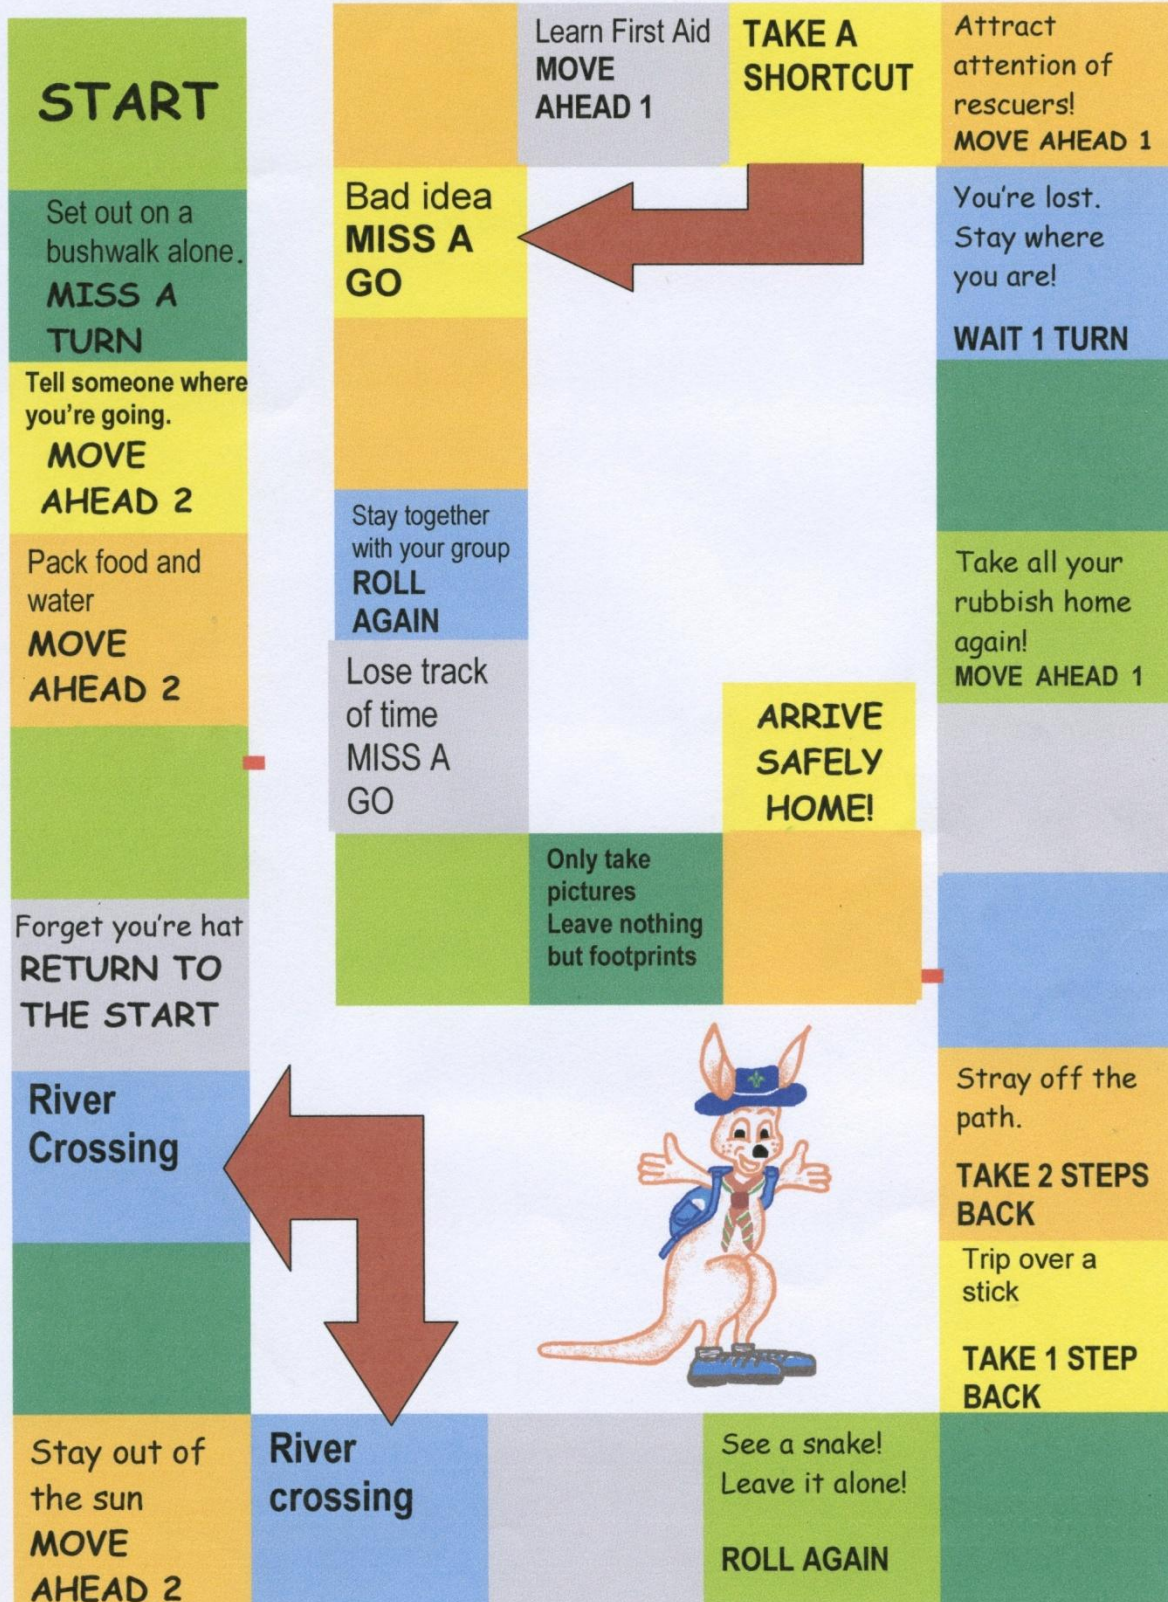 START
Set out on a
bushwalk alone.
MISS A
TURN
Tell someone where
you're going.
MOVE
AHEAD 2
Pack food and
water
MOVE
AHEAD 2
Forget you're hat
RETURN TO
THE START
River
Crossing
Stay out of
the sun
MOVE
AHEAD 2
River
crossing
See a snake!
Leave it alone!
ROLL AGAIN
Trip over a
stick
TAKE 1 STEP
BACK
Stray off the
path.
TAKE 2 STEPS
BACK
Take all your
rubbish home
again!
MOVE AHEAD 1
You're lost.
Stay where
you are!
WAIT 1 TURN
Attract
attention of
rescuers!
MOVE AHEAD 1
TAKE A
SHORTCUT
Learn First Aid
MOVE
AHEAD 1
Bad idea
MISS A
GO
Stay together
with your group
ROLL
AGAIN
Lose track
of time
MISS A
GO
Only take
pictures
Leave nothing
but footprints
ARRIVE
SAFELY
HOME!